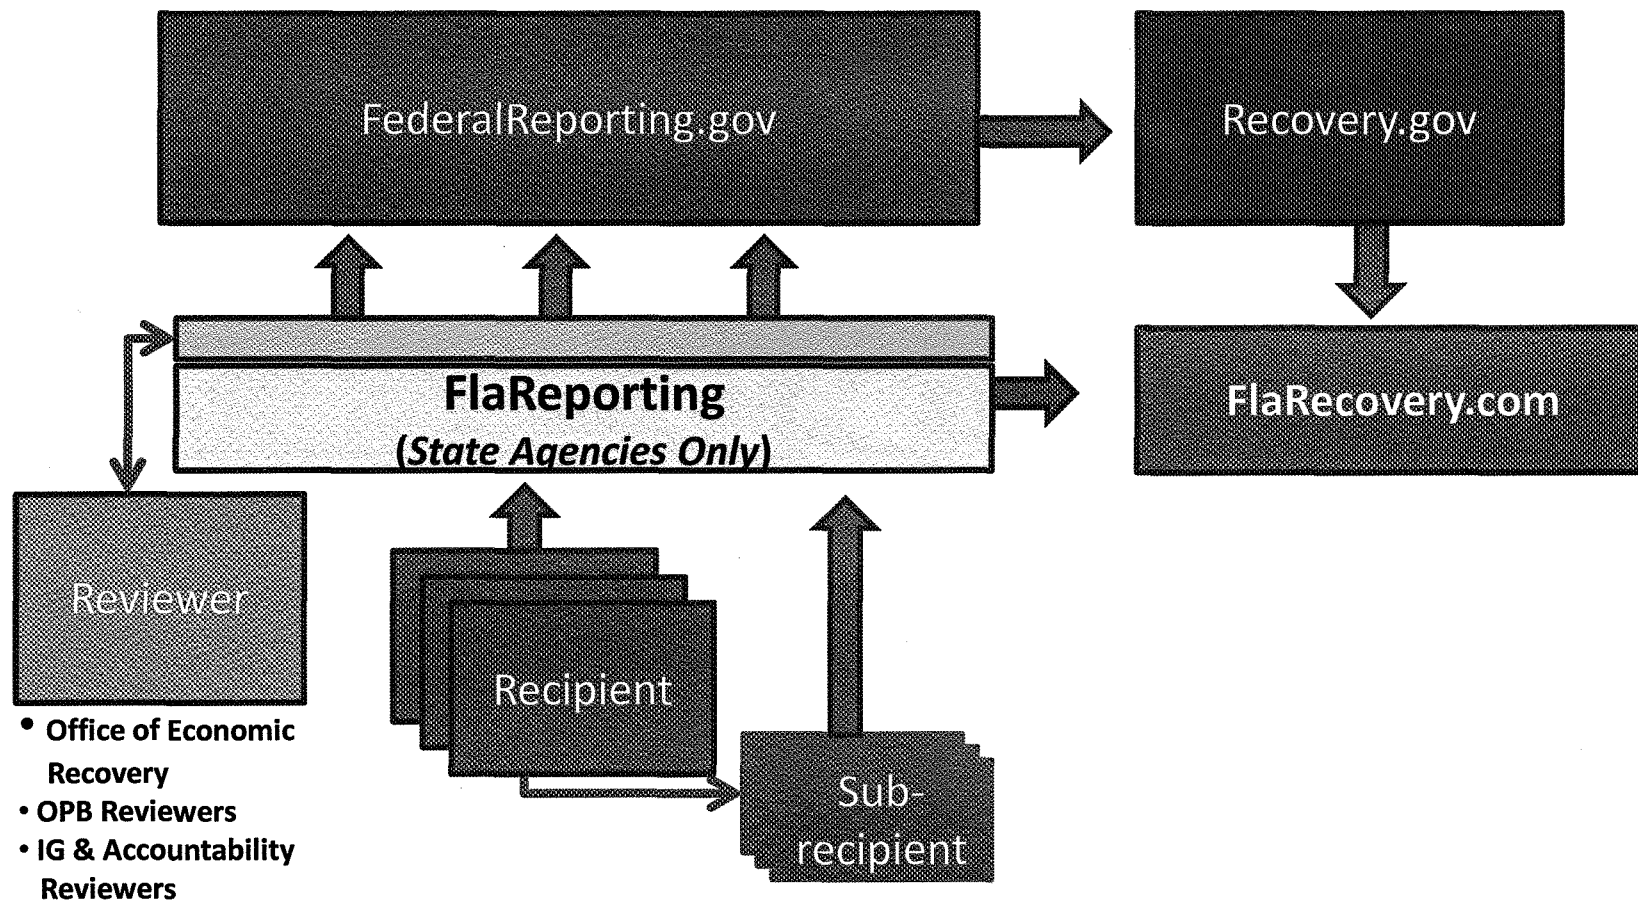 FederalReporting.gov
Recovery.gov
FlaReporting
(State Agencies Only)
FlaRecovery.com
Reviewer
• Office of Economic
Recovery
• OPB Reviewers
• IG & Accountability
Reviewers
Recipient
Sub-
recipient